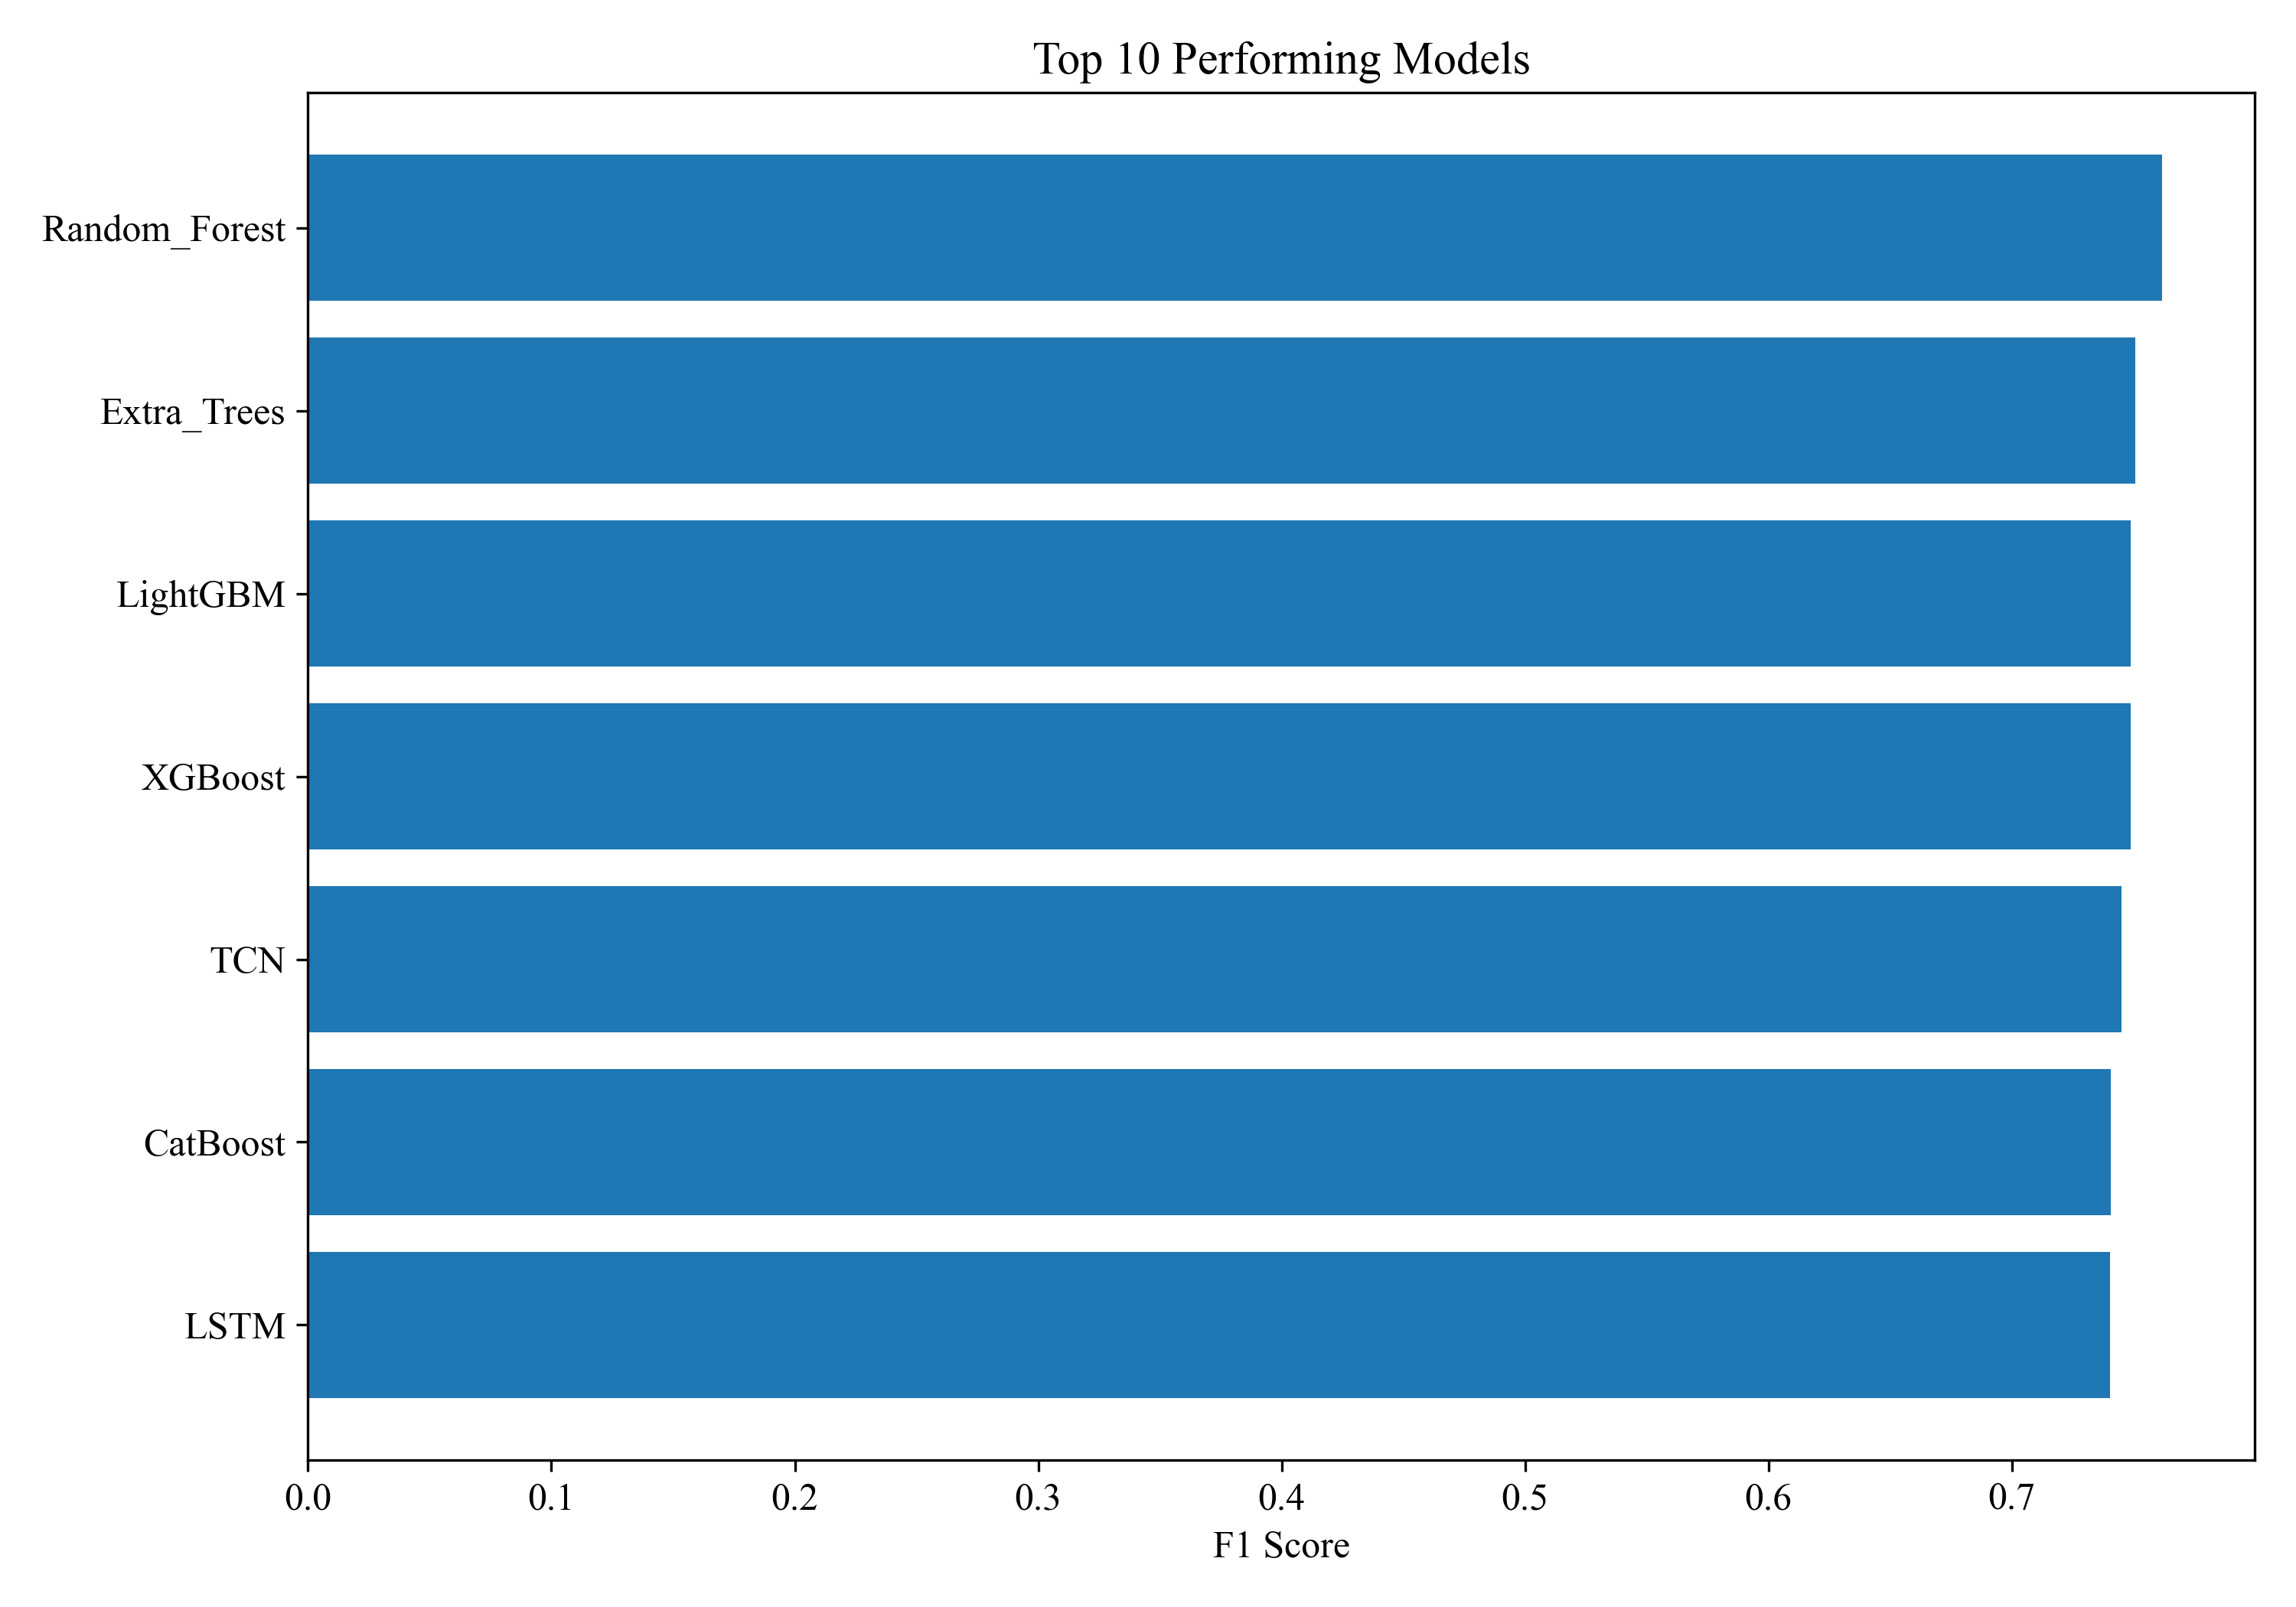 Top 10 Performing Models
Random_Forest
Extra_Trees
LightGBM
XGBoost
TCN
CatBoost
LSTM
0.0 0.1 0.2 0.3 0.4 0.5 0.6 0.7
F1 Score